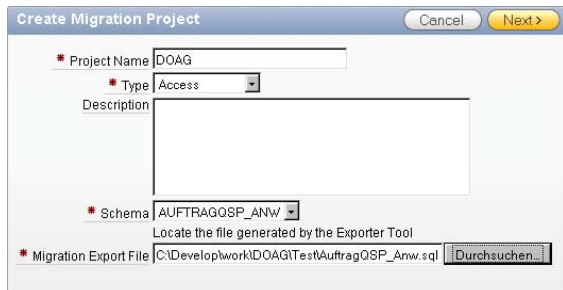 Create Migration Project Cancel Next >
* Project Name DOAG
* Type Access
Description
* Schema AUFTRAGQSP_ANW
Locate the file generated by the Exporter Tool
* Migration Export File C:\Develop\work\DOAG\Test\AuftragQSP_Anw.sql Durchsuchen...